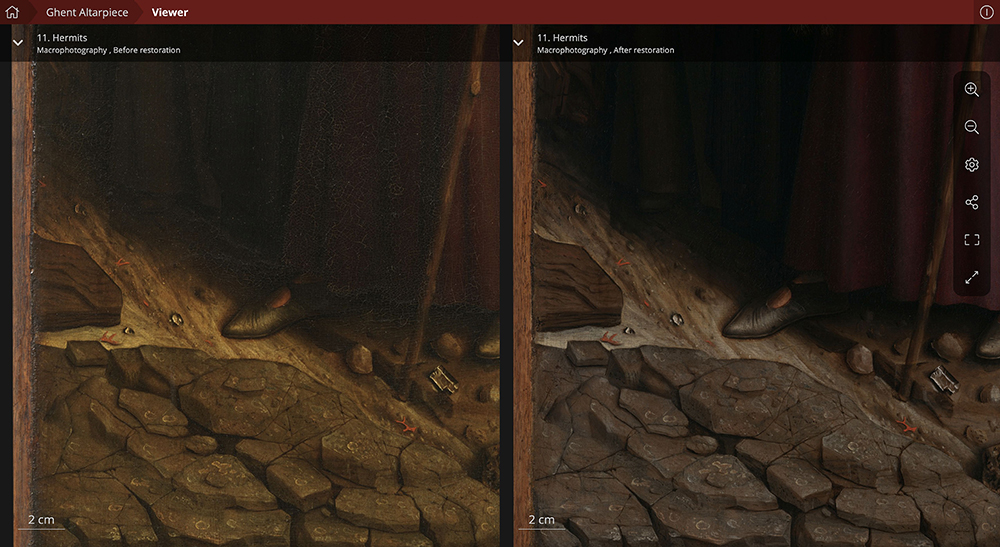 Ghent Altarpiece Viewer
11. Hermits
Macrophotography , Before restoration
11. Hermits
Macrophotography , After restoration
2 cm
2 cm